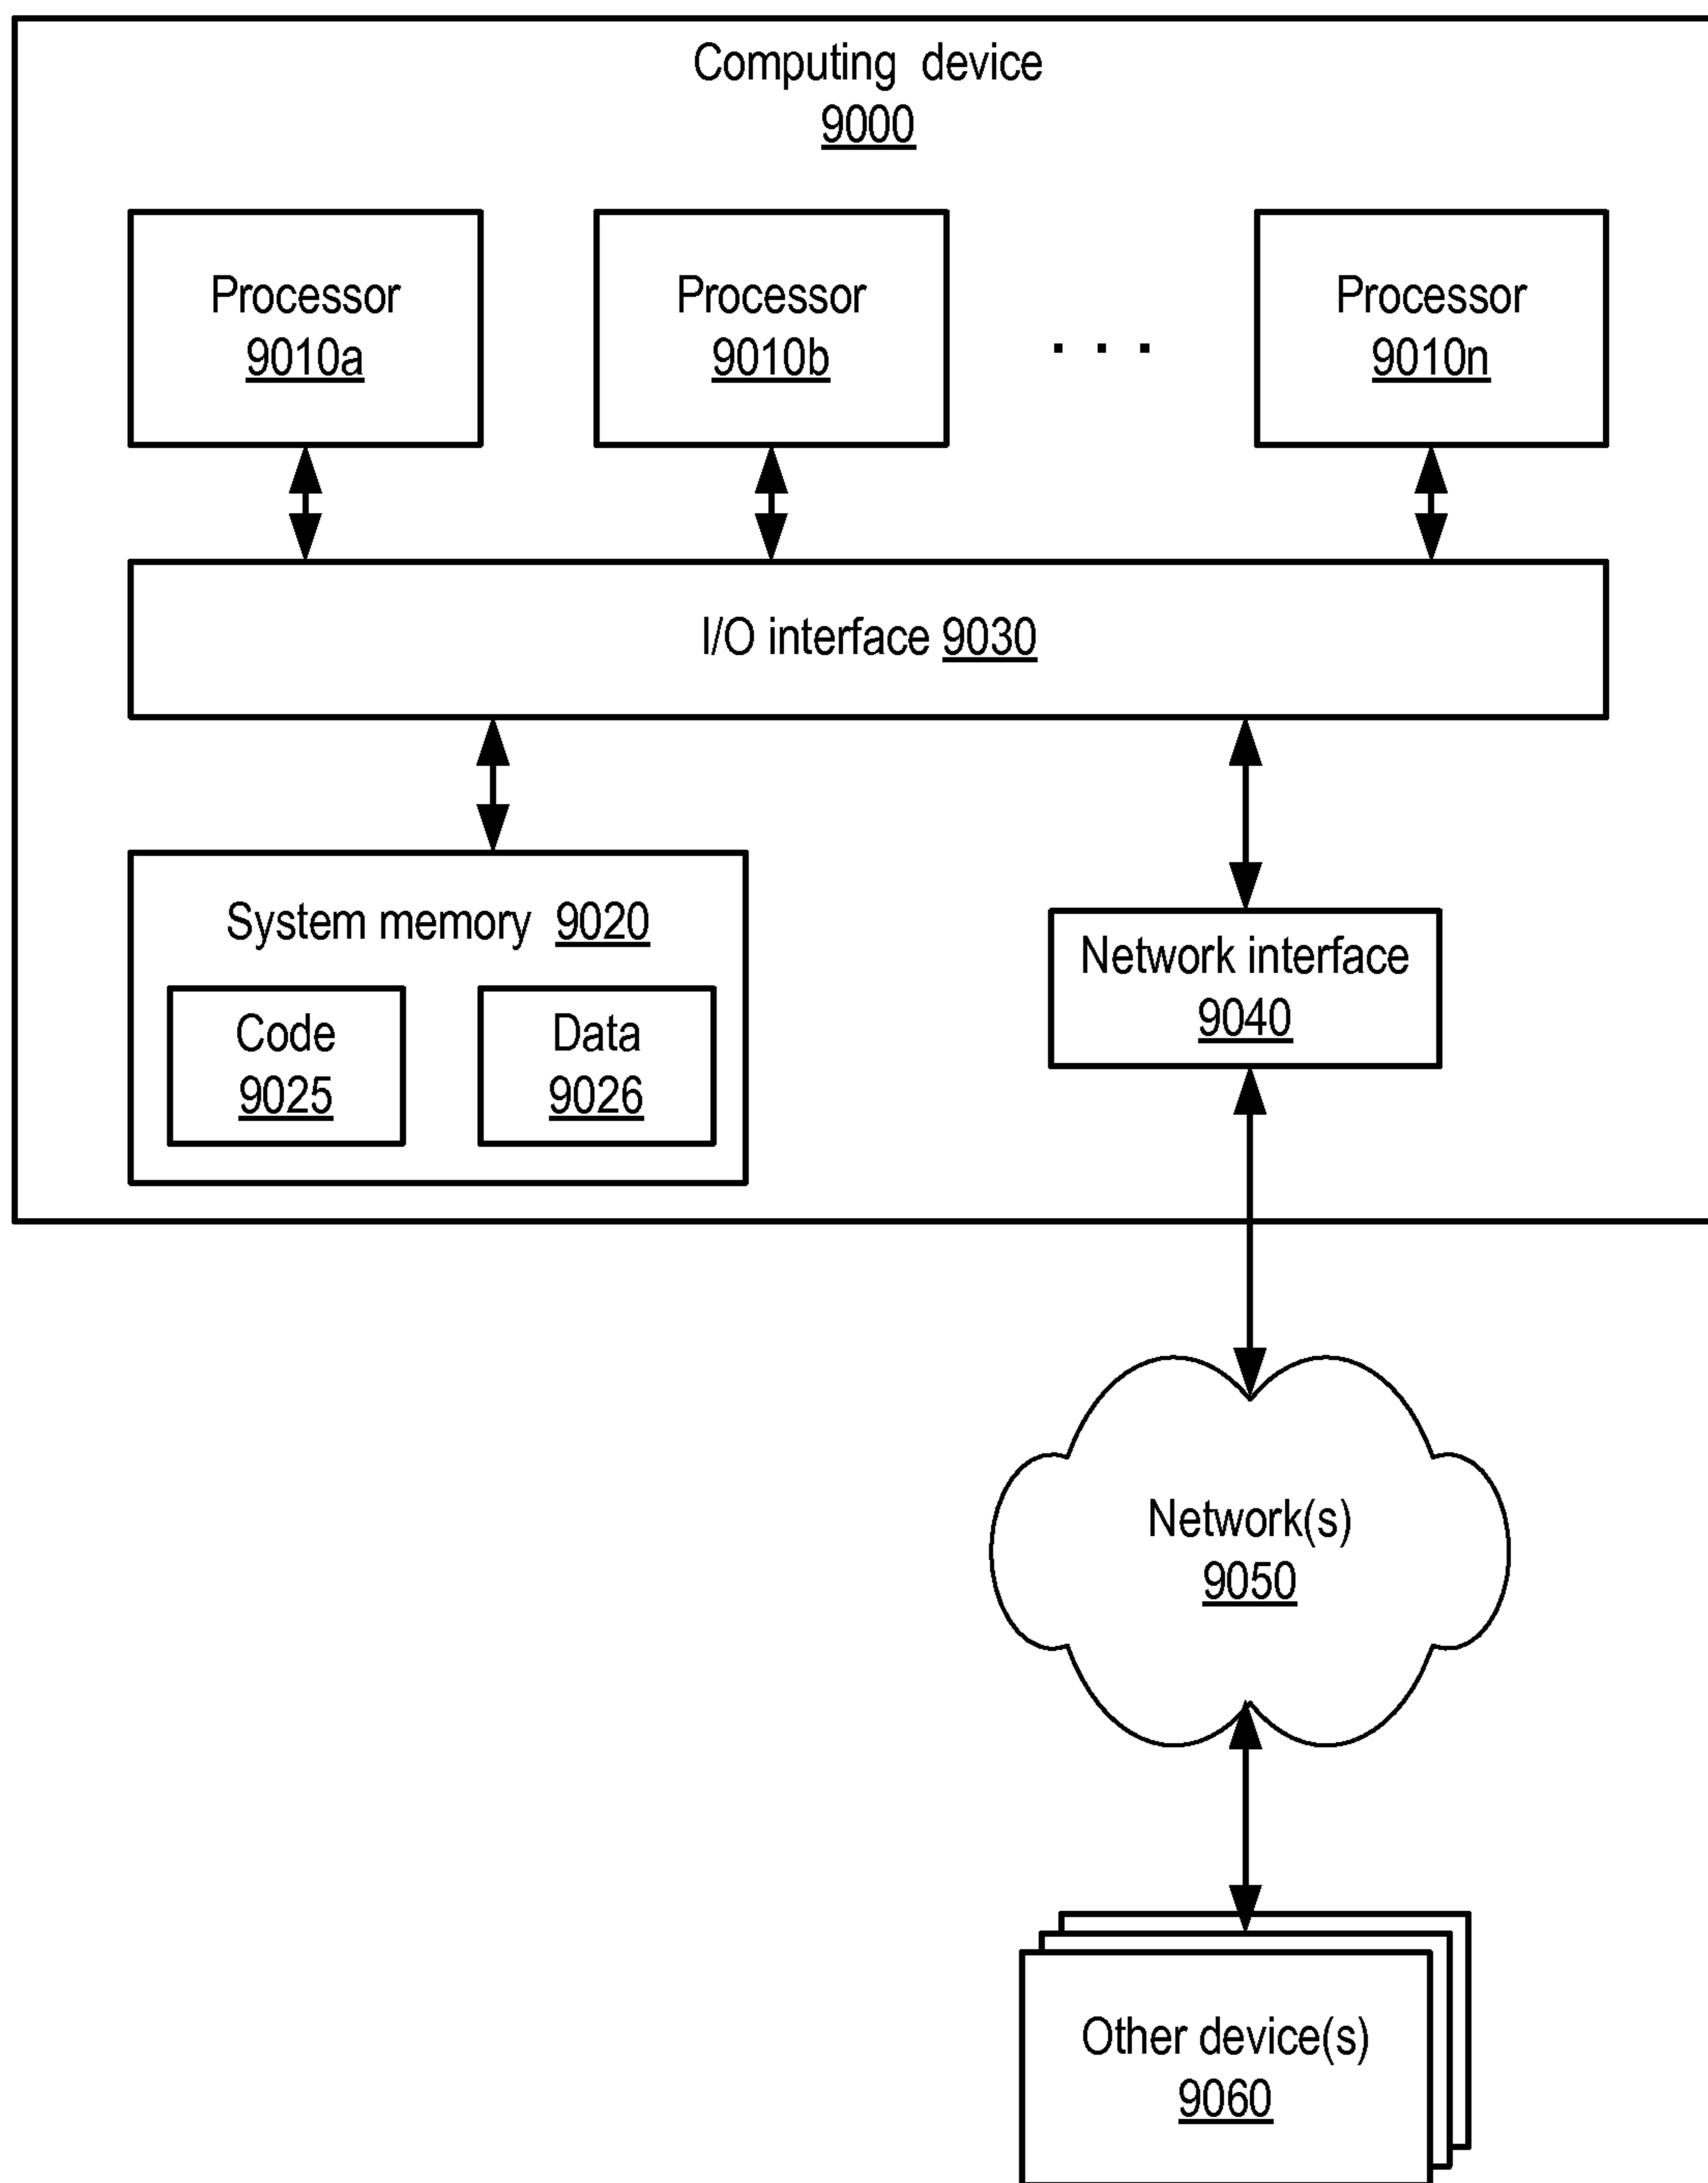 Computing device
9000
Processor
9010a
Processor
9010b
. . .
Processor
9010n
I/O interface 9030
System memory 9020
Code
9025
Data
9026
Network interface
9040
Network(s)
9050
Other device(s)
9060